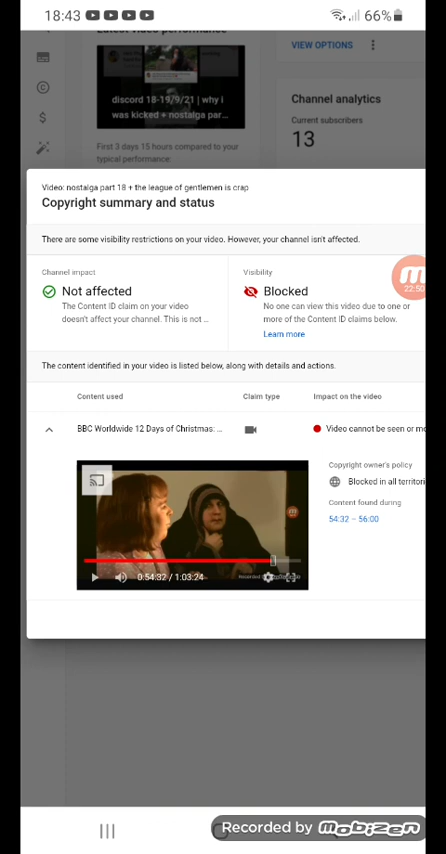 18:43
66%
Latest video performance
VIEW OPTIONS
discord 18-19/9/21 | why i
was kicked + nostalga par...
Channel analytics
Current subscribers
13
First 3 days 15 hours compared to your
typical performance:
Video: nostalga part 18 + the league of gentlemen is crap
Copyright summary and status
There are some visibility restrictions on your video. However, your channel isn't affected.
Channel impact
Not affected
The Content ID claim on your video
doesn't affect your channel. This is not ...
Visibility
Blocked
No one can view this video due to one or
more of the Content ID claims below.
Learn more
22:50
The content identified in your video is listed below, along with details and actions.
Content used
Claim type
Impact on the video
BBC Worldwide 12 Days of Christmas: ...
Video cannot be seen or mo
Copyright owner's policy
Blocked in all territori
Content found during
54:32 – 56:00
0:54:32 / 1:03:24
Recorded by mobizen